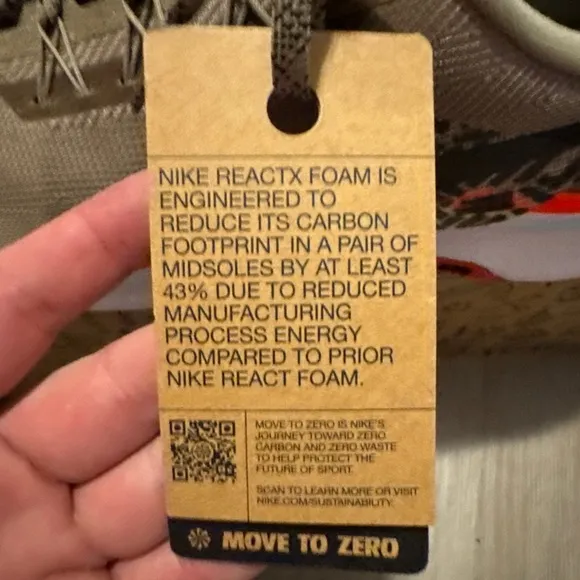 NIKE REACTX FOAM IS
ENGINEERED TO
REDUCE ITS CARBON
FOOTPRINT IN A PAIR OF
MIDSOLES BY AT LEAST
43% DUE TO REDUCED
MANUFACTURING
PROCESS ENERGY
COMPARED TO PRIOR
NIKE REACT FOAM.
MOVE TO ZERO IS NIKE'S
JOURNEY TOWARD ZERO
CARBON AND ZERO WASTE
TO HELP PROTECT THE
FUTURE OF SPORT.
SCAN TO LEARN MORE OR VISIT
NIKE.COM/SUSTAINABILITY.
MOVE TO ZERO